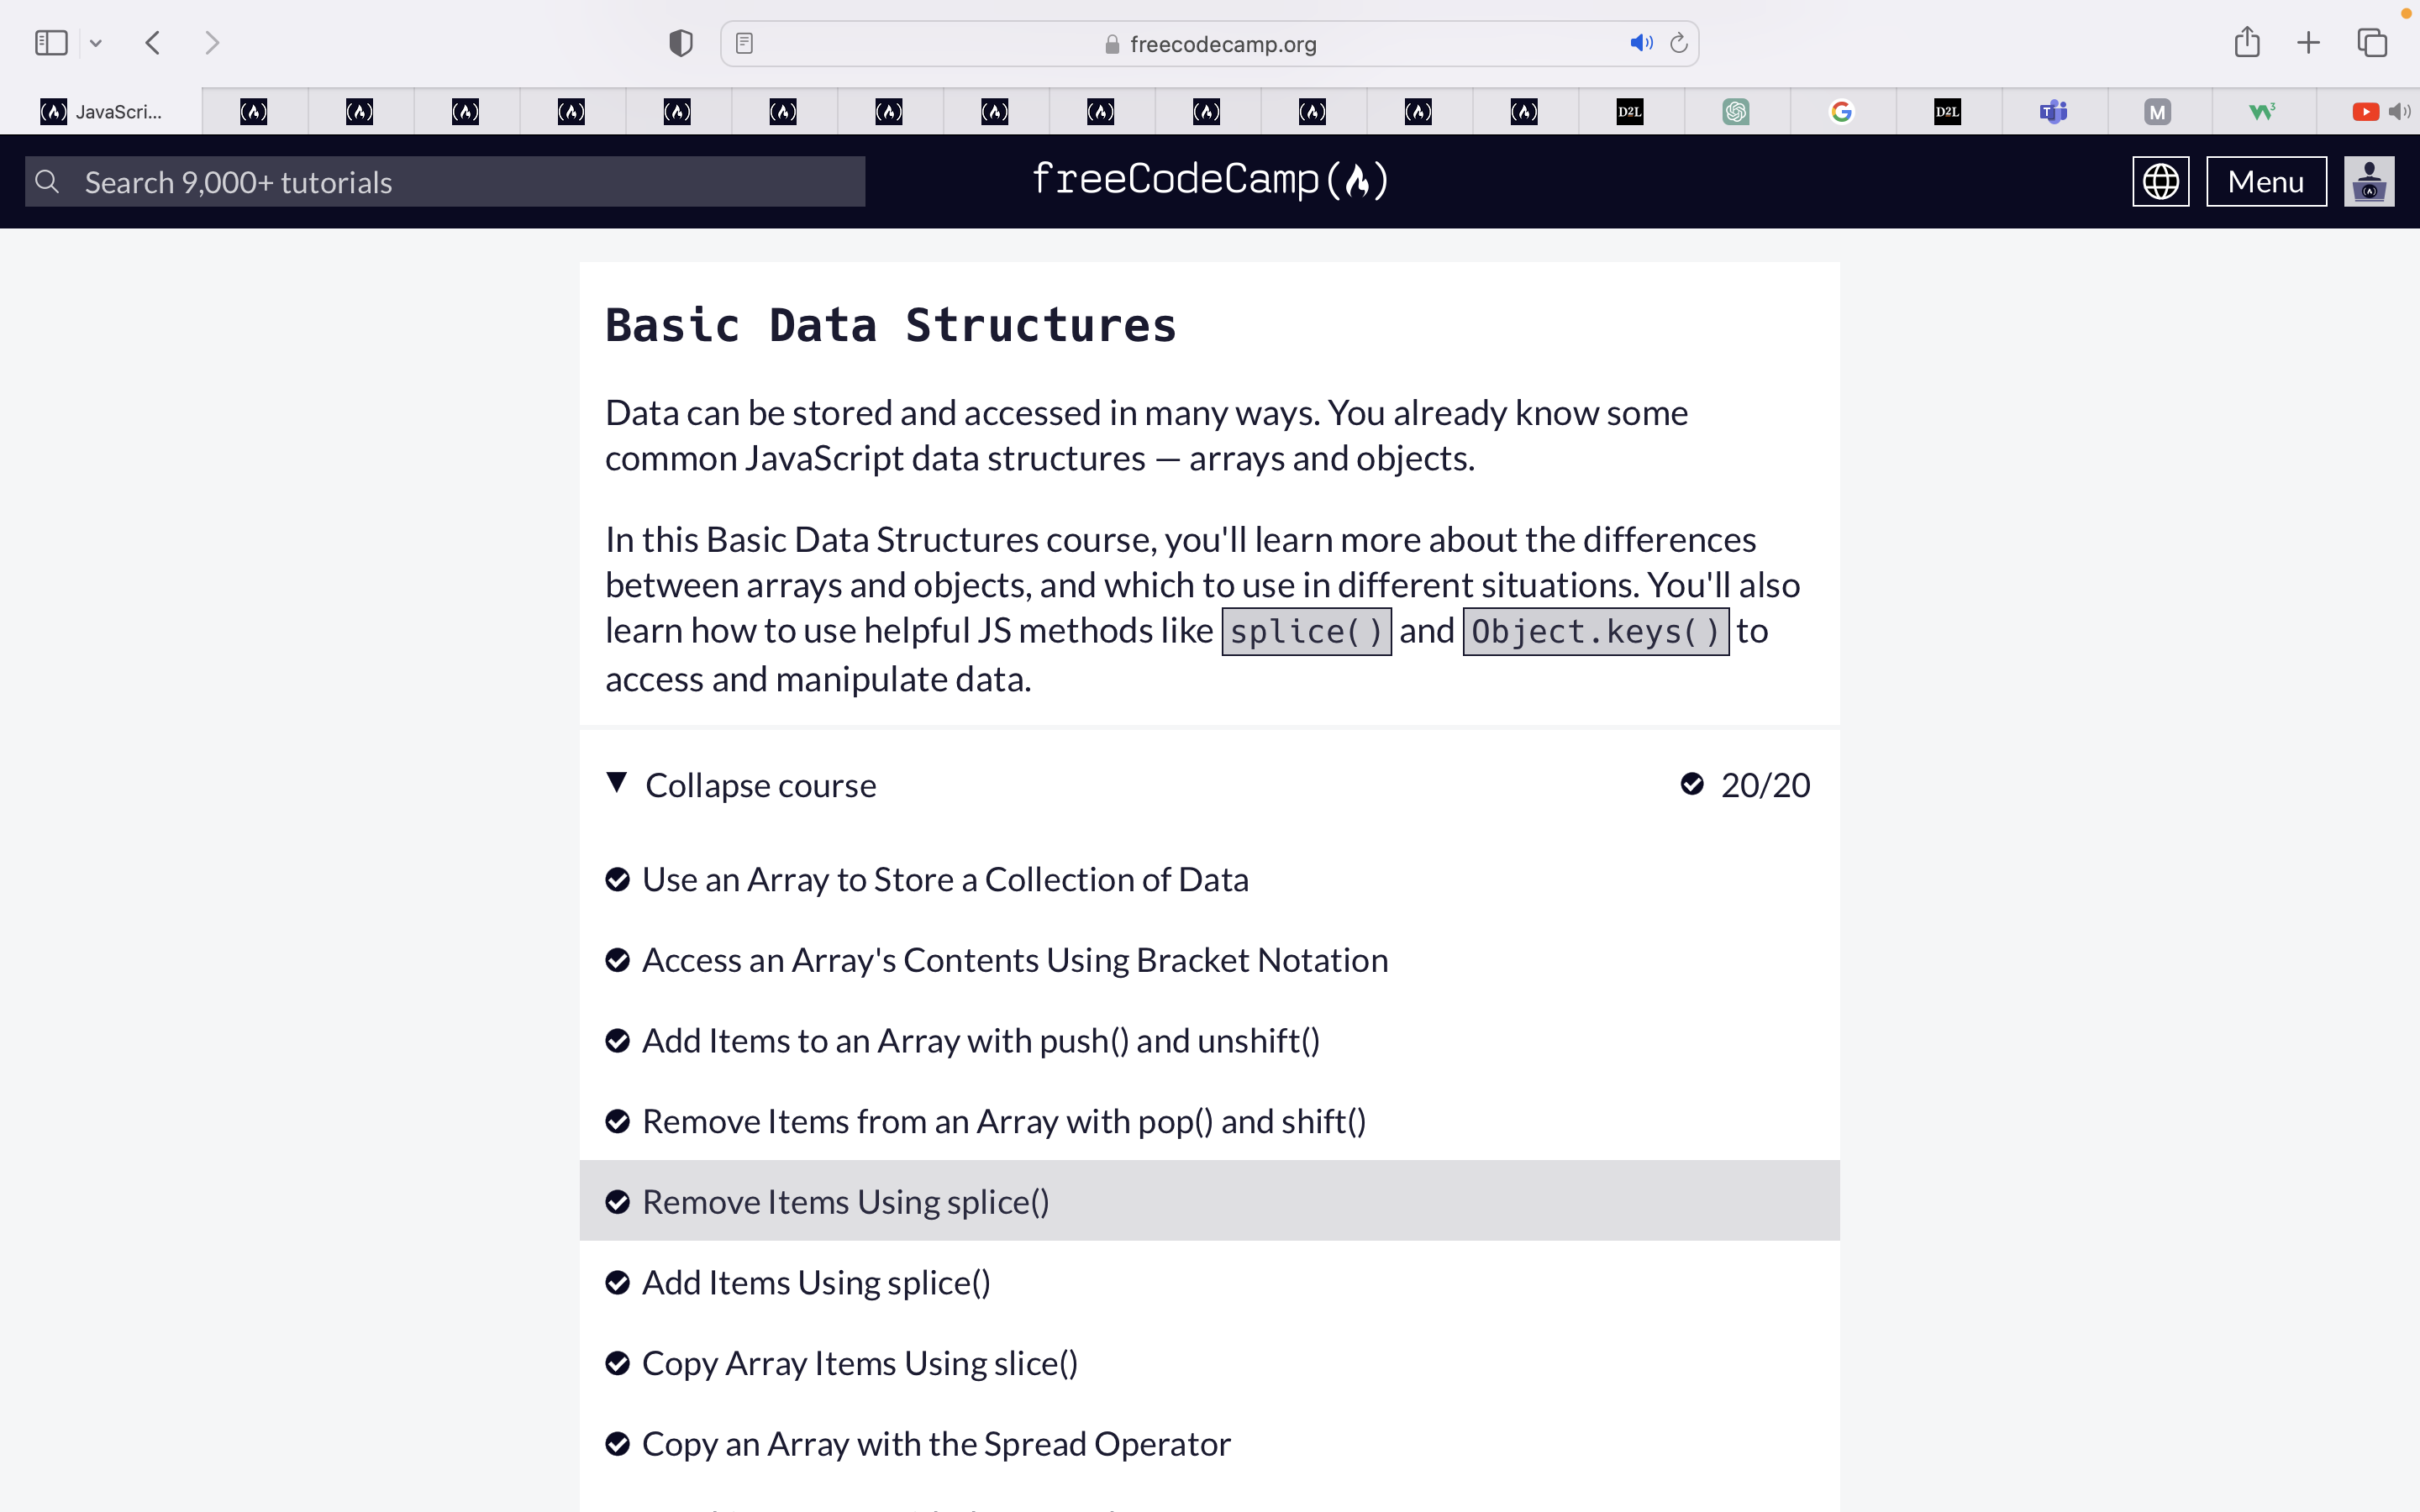 freecodecamp.org
JavaScri...
D2L
D2L
M
Search 9,000+ tutorials
freeCodeCamp(🔥)
Menu
Basic Data Structures
Data can be stored and accessed in many ways. You already know some
common JavaScript data structures — arrays and objects.
In this Basic Data Structures course, you'll learn more about the differences
between arrays and objects, and which to use in different situations. You'll also
learn how to use helpful JS methods like splice() and Object.keys() to
access and manipulate data.
Collapse course
20/20
Use an Array to Store a Collection of Data
Access an Array's Contents Using Bracket Notation
Add Items to an Array with push() and unshift()
Remove Items from an Array with pop() and shift()
Remove Items Using splice()
Add Items Using splice()
Copy Array Items Using slice()
Copy an Array with the Spread Operator